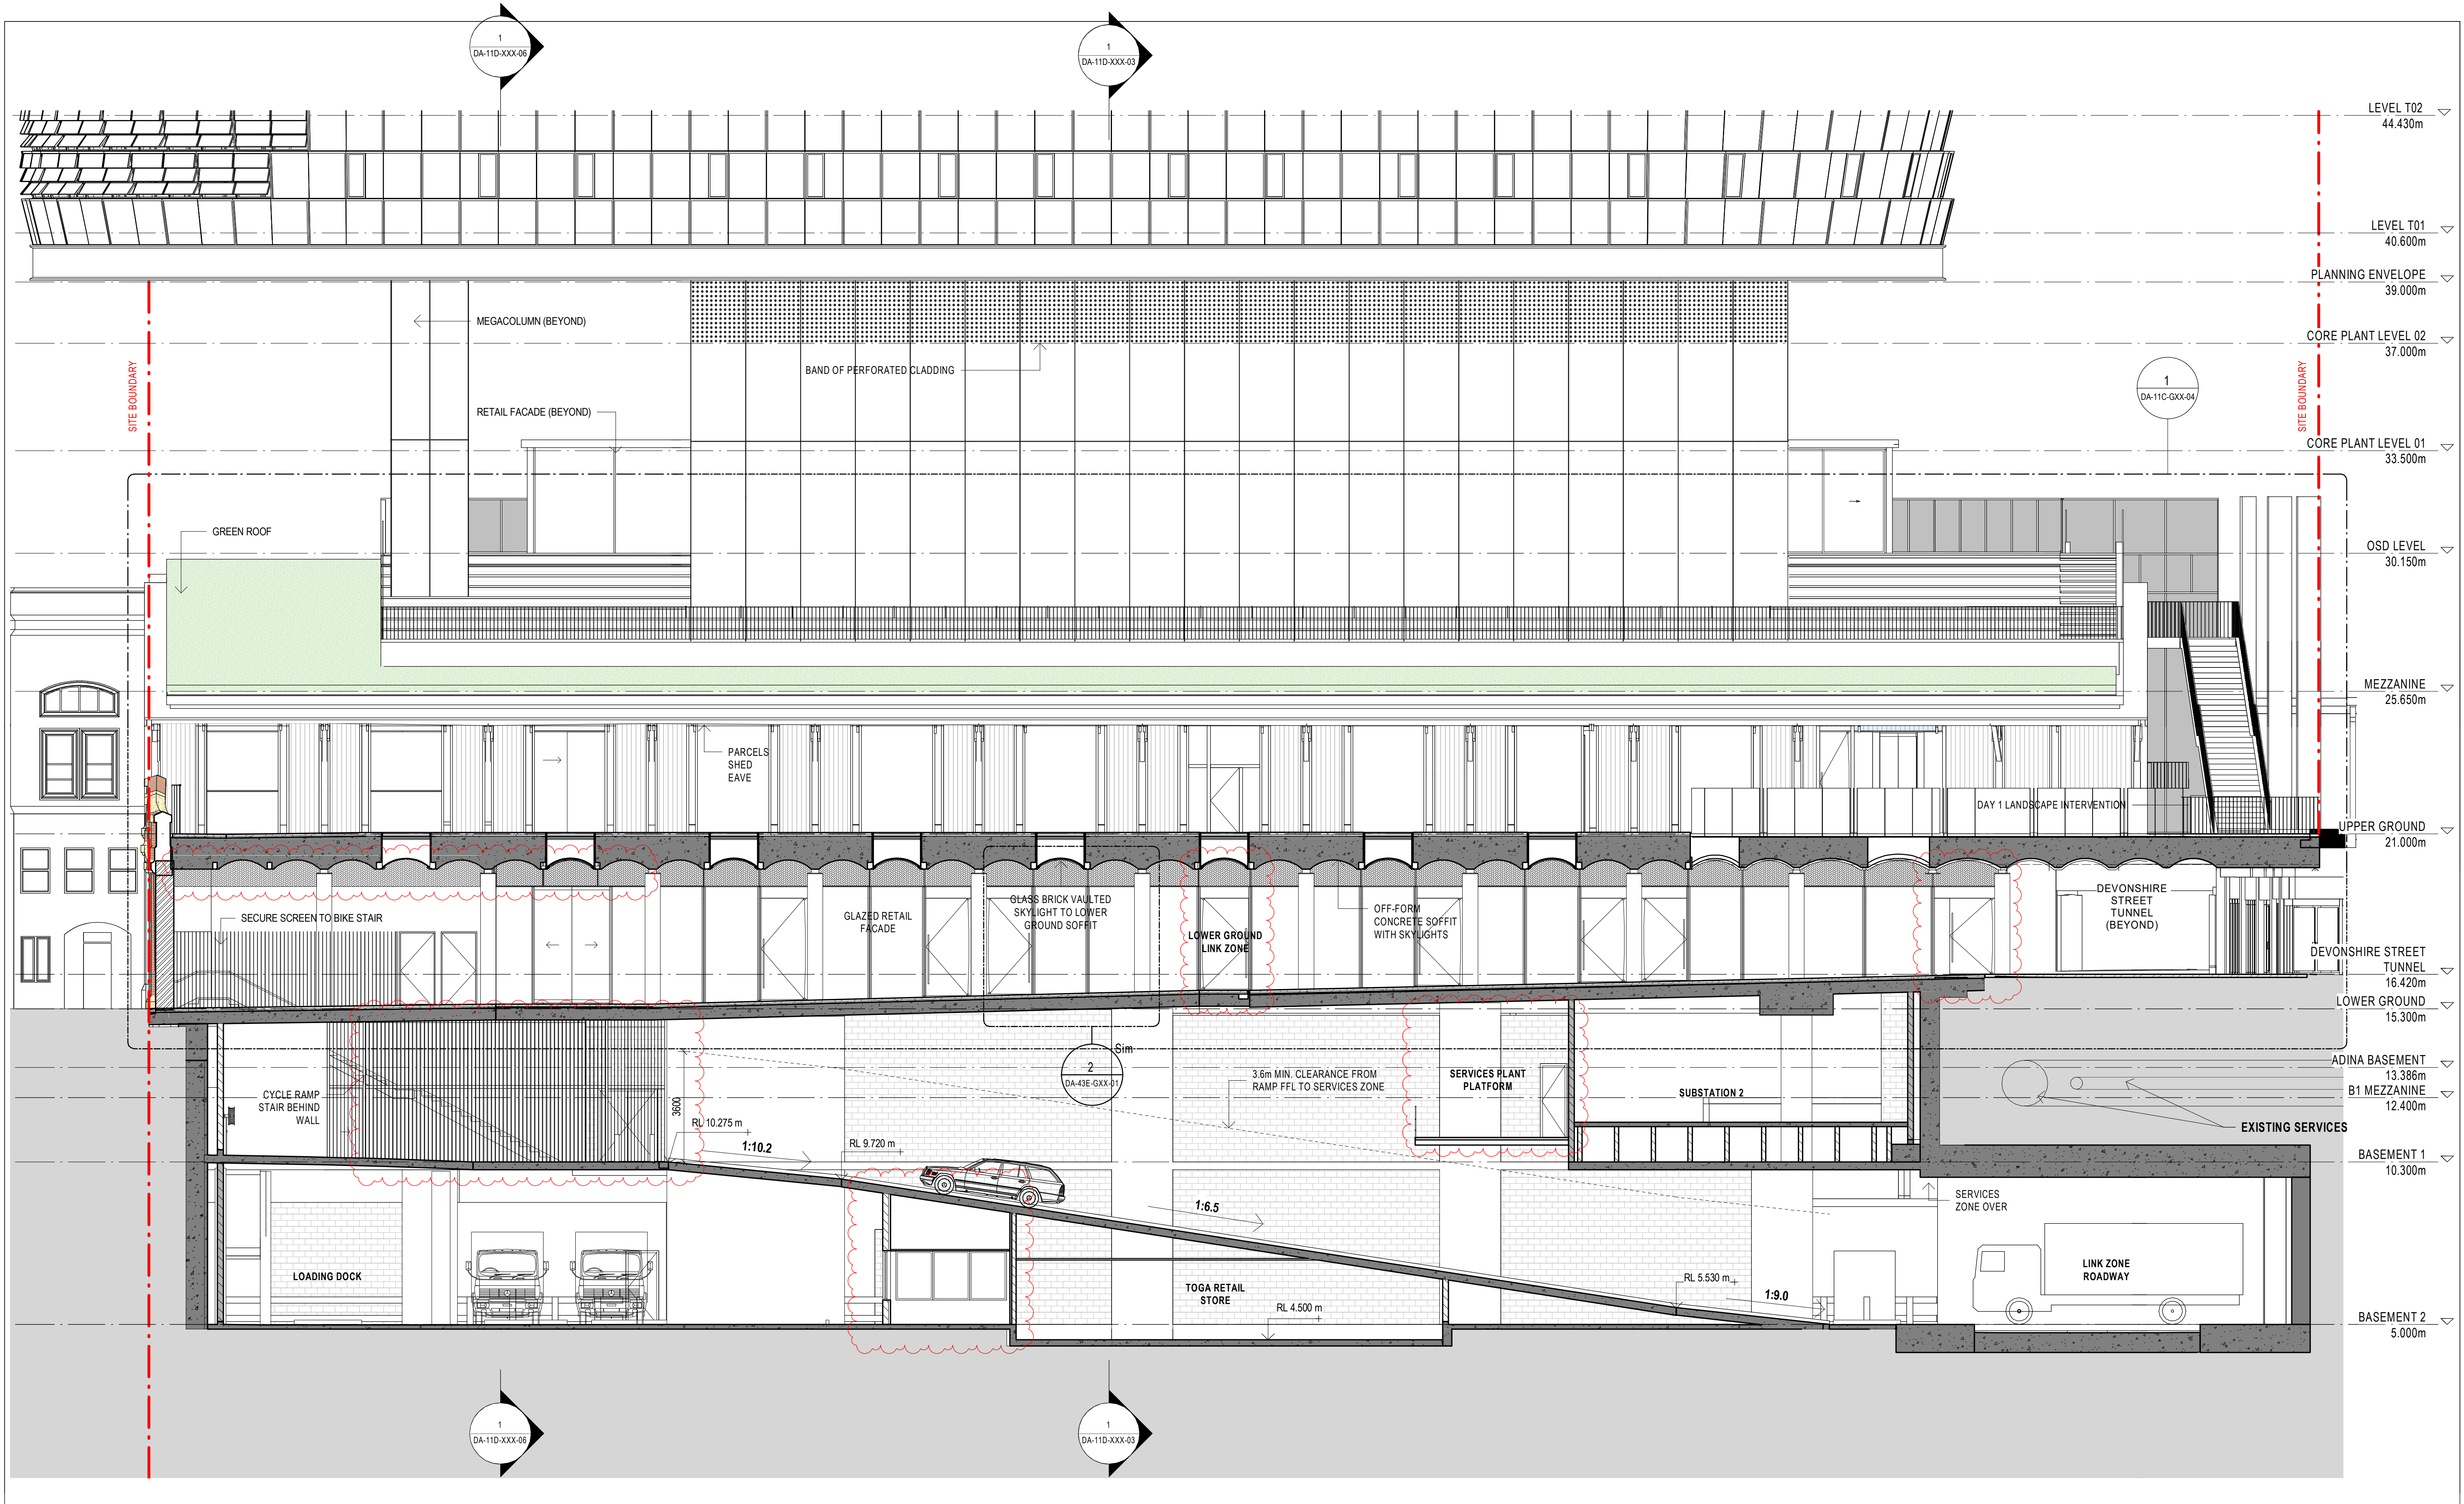 1
DA-11D-XXX-06
1
DA-11D-XXX-03
LEVEL T02
44.430m
LEVEL T01
40.600m
PLANNING ENVELOPE
39.000m
MEGACOLUMN (BEYOND)
CORE PLANT LEVEL 02
37.000m
SITE BOUNDARY
SITE BOUNDARY
BAND OF PERFORATED CLADDING
1
DA-11C-GXX-04
RETAIL FACADE (BEYOND)
CORE PLANT LEVEL 01
33.500m
GREEN ROOF
OSD LEVEL
30.150m
MEZZANINE
25.650m
PARCELS
SHED
EAVE
DAY 1 LANDSCAPE INTERVENTION
UPPER GROUND
21.000m
SECURE SCREEN TO BIKE STAIR
GLAZED RETAIL
FACADE
GLASS BRICK VAULTED
SKYLIGHT TO LOWER
GROUND SOFFIT
LOWER GROUND
LINK ZONE
OFF-FORM
CONCRETE SOFFIT
WITH SKYLIGHTS
DEVONSHIRE
STREET
TUNNEL
(BEYOND)
DEVONSHIRE STREET
TUNNEL
16.420m
LOWER GROUND
15.300m
Sim
2
DA-43E-GXX-01
ADINA BASEMENT
13.386m
B1 MEZZANINE
12.400m
CYCLE RAMP
STAIR BEHIND
WALL
3600
3.6m MIN. CLEARANCE FROM
RAMP FFL TO SERVICES ZONE
SERVICES PLANT
PLATFORM
SUBSTATION 2
EXISTING SERVICES
RL 10.275 m
1:10.2
RL 9.720 m
BASEMENT 1
10.300m
1:6.5
SERVICES
ZONE OVER
LOADING DOCK
TOGA RETAIL
STORE
RL 4.500 m
RL 5.530 m
1:9.0
LINK ZONE
ROADWAY
BASEMENT 2
5.000m
1
DA-11D-XXX-06
1
DA-11D-XXX-03